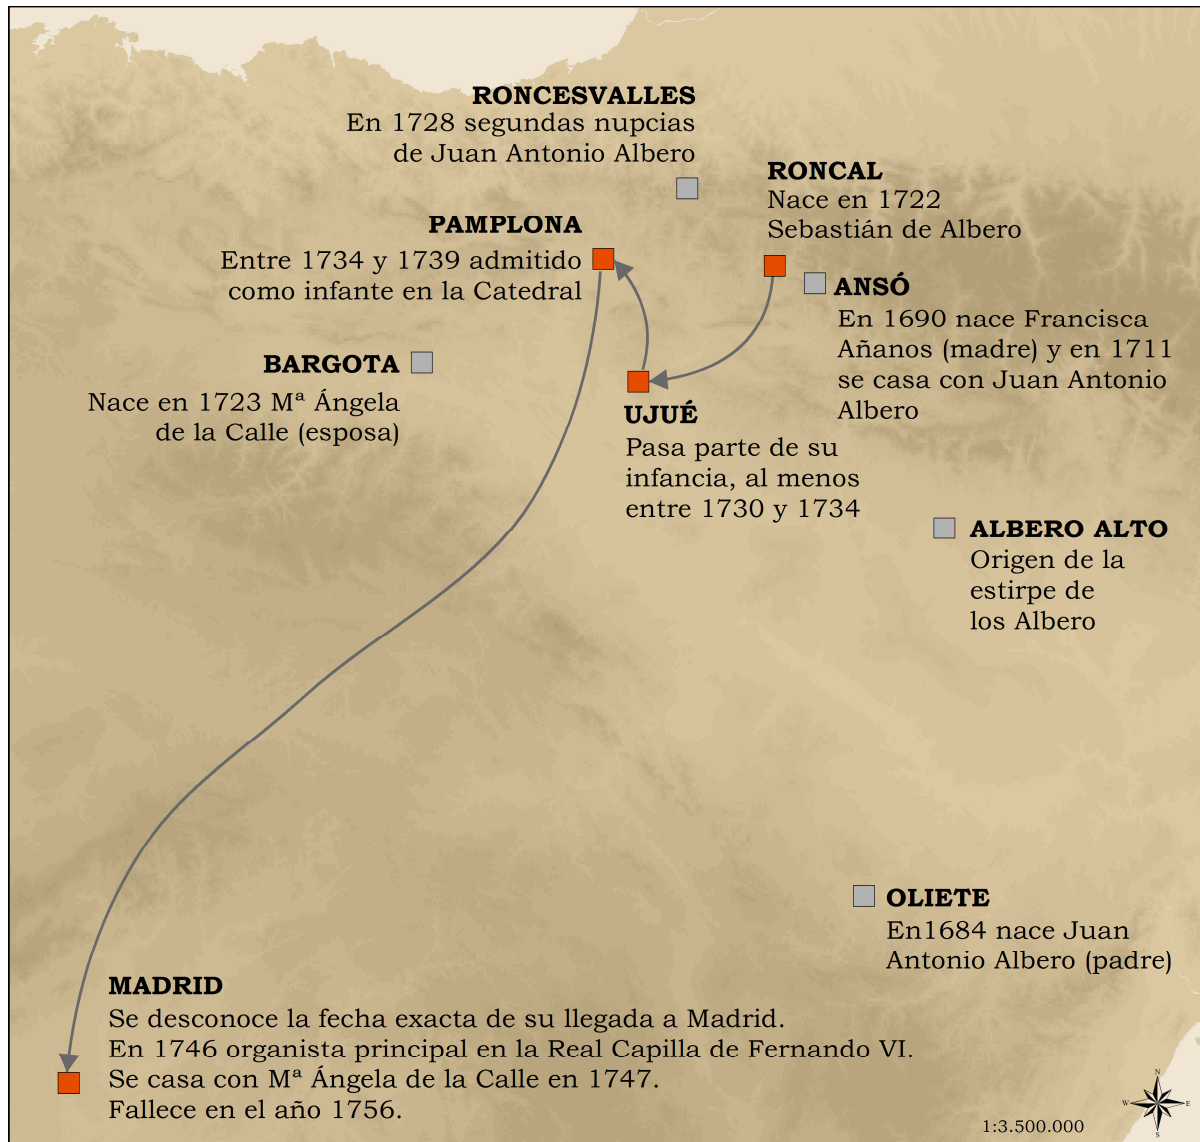 RONCESVALLES
En 1728 segundas nupcias
de Juan Antonio Albero
RONCAL
Nace en 1722
Sebastián de Albero
PAMPLONA
Entre 1734 y 1739 admitido
como infante en la Catedral
ANSÓ
En 1690 nace Francisca
Añanos (madre) y en 1711
se casa con Juan Antonio
Albero
BARGOTA
Nace en 1723 Mª Ángela
de la Calle (esposa)
UJUÉ
Pasa parte de su
infancia, al menos
entre 1730 y 1734
ALBERO ALTO
Origen de la
estirpe de
los Albero
OLIETE
En1684 nace Juan
Antonio Albero (padre)
MADRID
Se desconoce la fecha exacta de su llegada a Madrid.
En 1746 organista principal en la Real Capilla de Fernando VI.
Se casa con Mª Ángela de la Calle en 1747.
Fallece en el año 1756.
N
W E
S
1:3.500.000